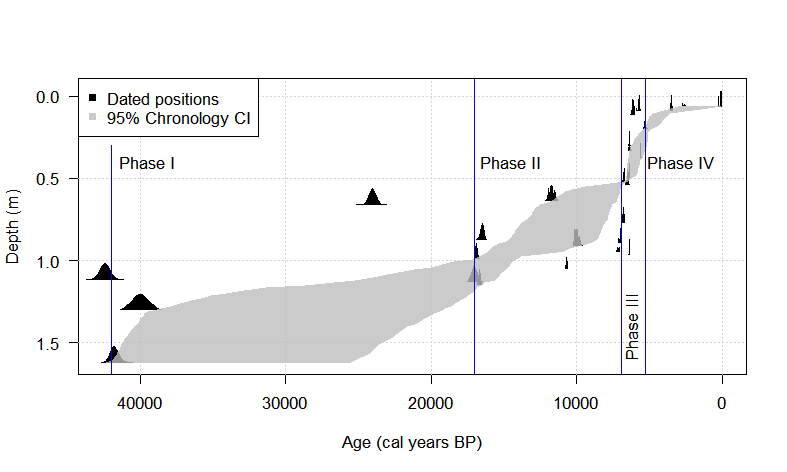 Dated positions
95% Chronology CI
Phase I
Phase II
Phase III
Phase IV
Depth (m)
0.0
0.5
1.0
1.5
40000 30000 20000 10000 0
Age (cal years BP)